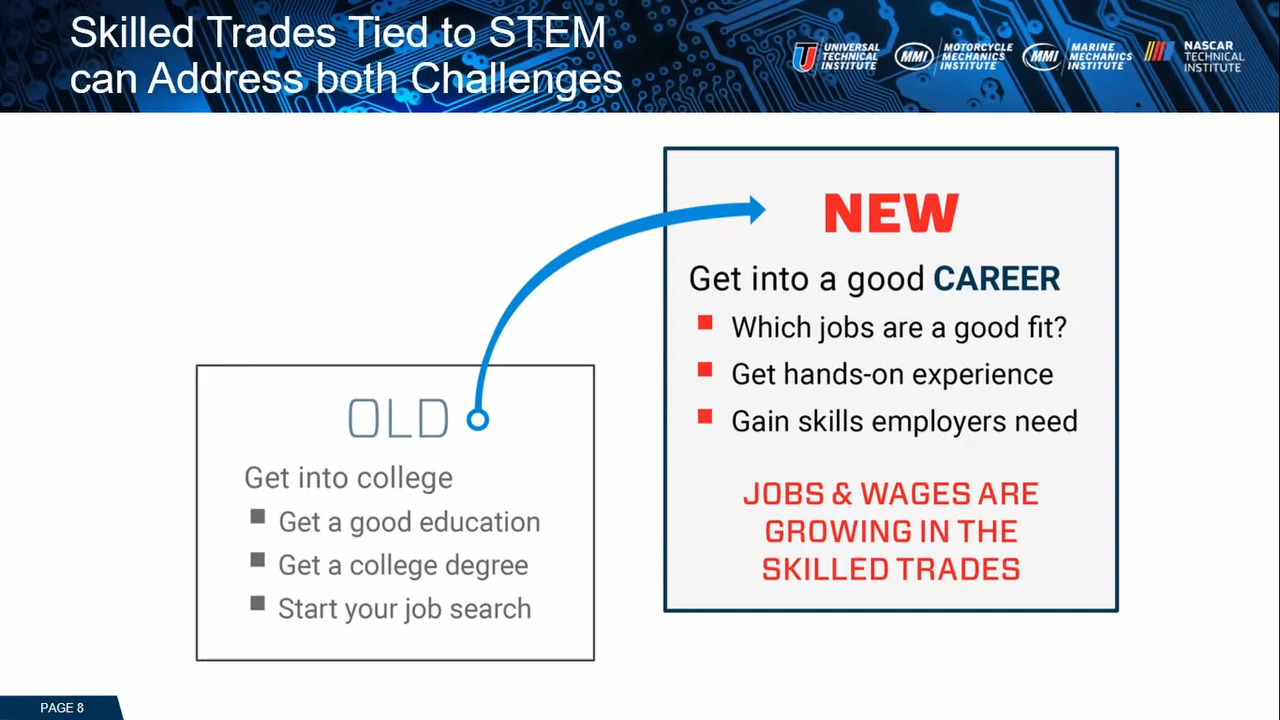 Skilled Trades Tied to STEM
can Address both Challenges
UNIVERSAL
TECHNICAL
INSTITUTE
MMI
MOTORCYCLE
MECHANICS
INSTITUTE
MMI
MARINE
MECHANICS
INSTITUTE
NASCAR
TECHNICAL
INSTITUTE
OLD
Get into college
Get a good education
Get a college degree
Start your job search
NEW
Get into a good CAREER
Which jobs are a good fit?
Get hands-on experience
Gain skills employers need
JOBS & WAGES ARE
GROWING IN THE
SKILLED TRADES
PAGE 8